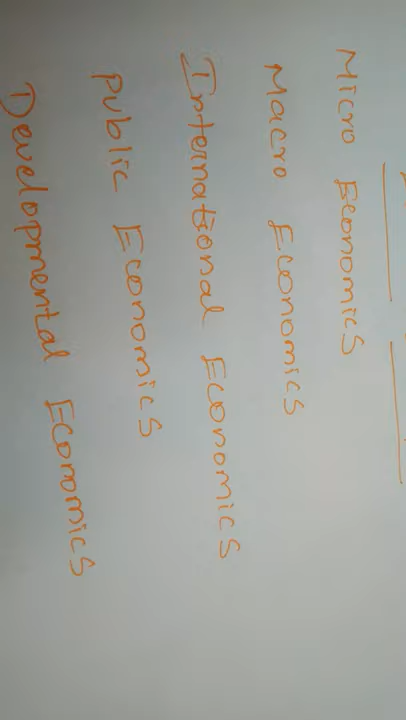 Micro Economics
Macro Economics
International Economics
Public Economics
Developmental Economics